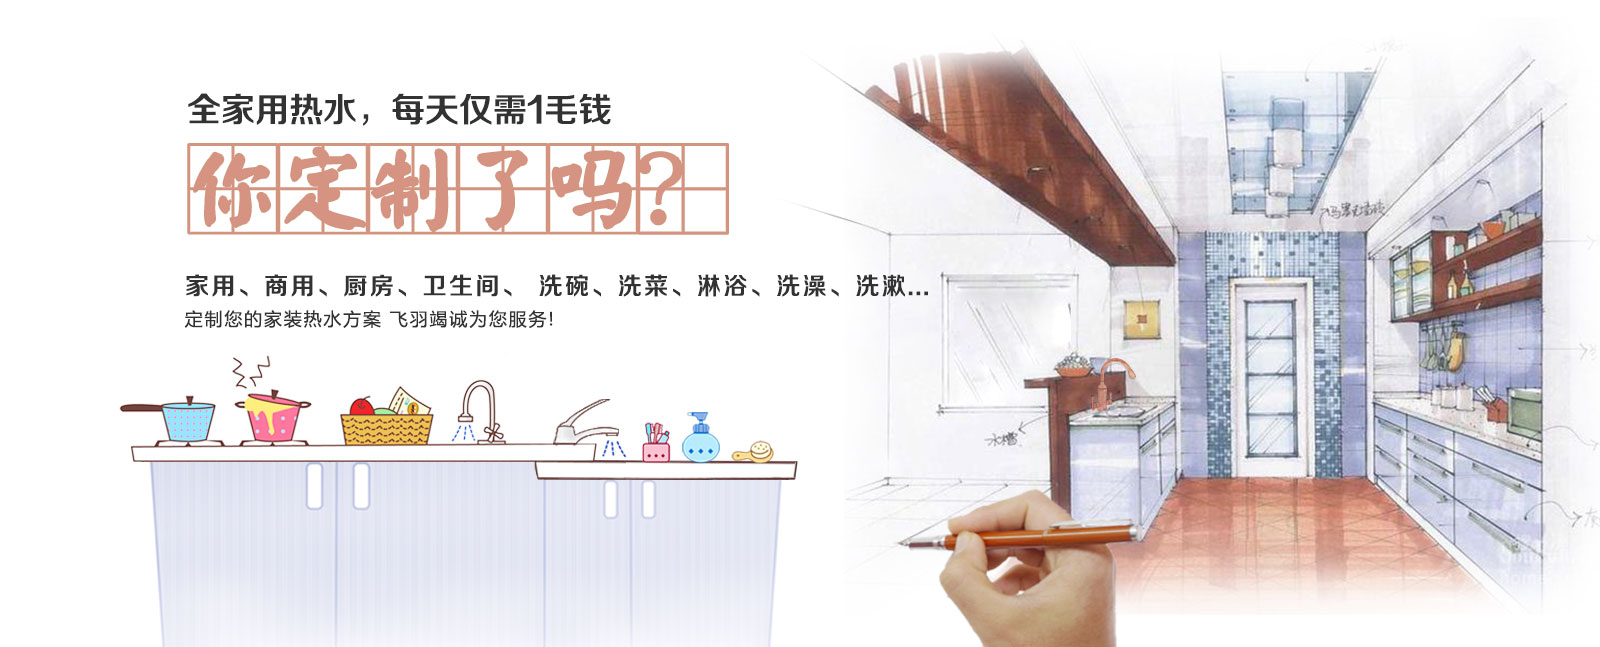 全家用热水，每天仅需1毛钱
你定制了吗?
家用、商用、厨房、卫生间、 洗碗、洗菜、淋浴、洗澡、洗漱...
定制您的家装热水方案 飞羽竭诚为您服务!
水槽